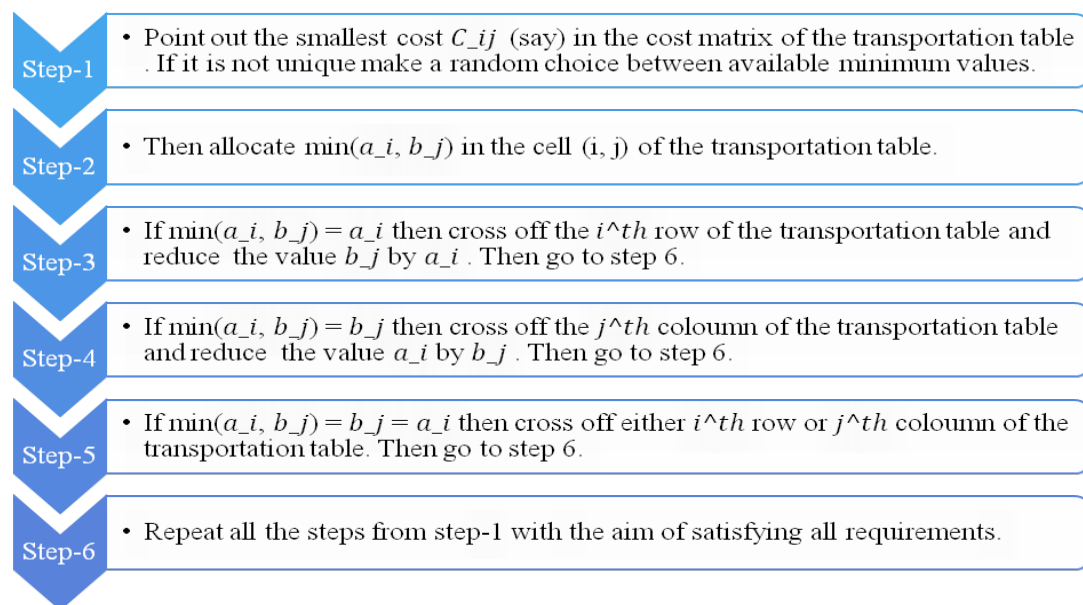 Step-1
• Point out the smallest cost C_ij (say) in the cost matrix of the transportation table
. If it is not unique make a random choice between available minimum values.
Step-2
• Then allocate min(a_i, b_j) in the cell (i, j) of the transportation table.
Step-3
• If min(a_i, b_j) = a_i then cross off the i^th row of the transportation table and
reduce the value b_j by a_i . Then go to step 6.
Step-4
• If min(a_i, b_j) = b_j then cross off the j^th coloumn of the transportation table
and reduce the value a_i by b_j . Then go to step 6.
Step-5
• If min(a_i, b_j) = b_j = a_i then cross off either i^th row or j^th coloumn of the
transportation table. Then go to step 6.
Step-6
• Repeat all the steps from step-1 with the aim of satisfying all requirements.